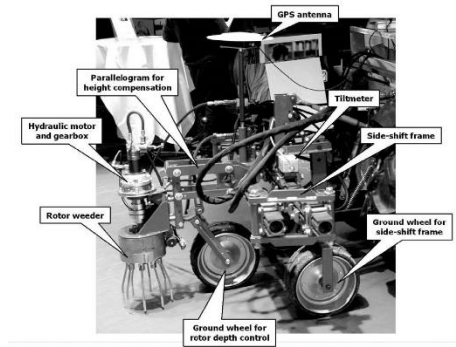 GPS antenna
Parallelogram for
height compensation
Tiltmeter
Hydraulic motor
and gearbox
Side-shift frame
Rotor weeder
Ground wheel for
side-shift frame
Ground wheel for
rotor depth control